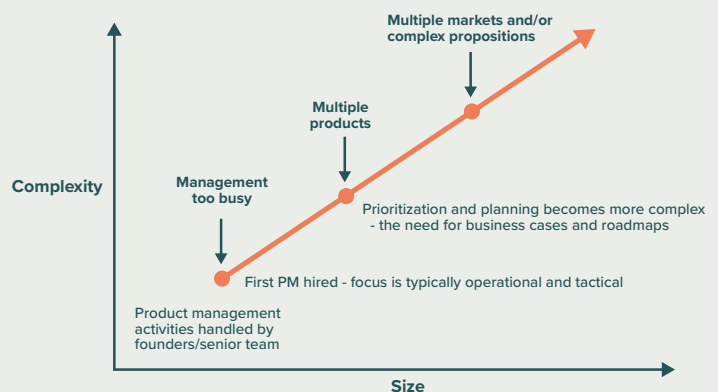 Multiple markets and/or
complex propositions
Multiple
products
Management
too busy
Complexity
Prioritization and planning becomes more complex
- the need for business cases and roadmaps
First PM hired - focus is typically operational and tactical
Product management
activities handled by
founders/senior team
Size